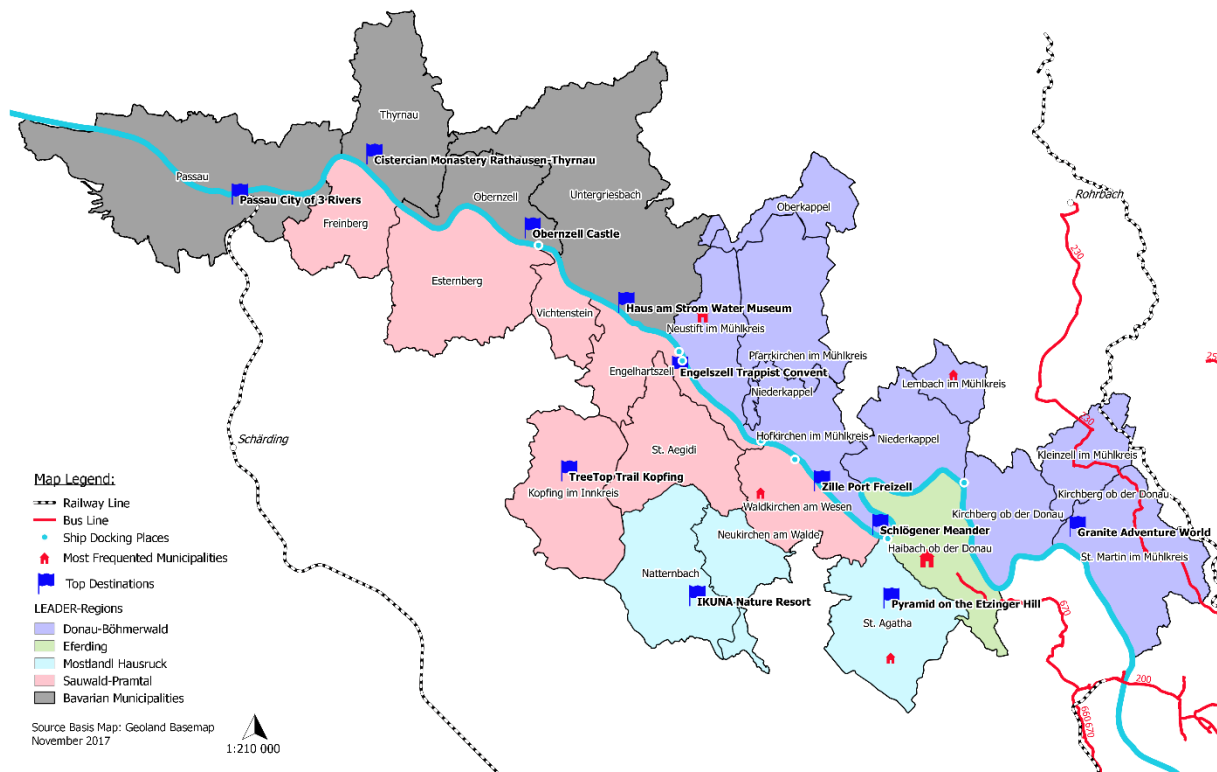 Thyrnau
Cistercian Monastery Rathausen-Thyrnau
Passau
Passau City of 3 Rivers
Obernzell
Untergriesbach
Oberkappel
Rohrbach
Freinberg
Obernzell Castle
230
Esternberg
Vichtenstein
Haus am Strom Water Museum
Neustift im Mühlkreis
Pfarrkirchen im Mühlkreis
Engelhartszell
Engelszell Trappist Convent
Niederkappel
Lembach im Mühlkreis
230
Schärding
Hofkirchen im Mühlkreis
Niederkappel
St. Aegidi
Kleinzell im Mühlkreis
TreeTop Trail Kopfing
Kopfing im Innkreis
Zille Port Freizell
Kirchberg ob der Donau
Waldkirchen am Wesen
Kirchberg ob der Donau
Schlögener Meander
Granite Adventure World
Neukirchen am Walde
Haibach ob der Donau
St. Martin im Mühlkreis
Natternbach
IKUNA Nature Resort
Pyramid on the Etzinger Hill
670
St. Agatha
200
660
670
Map Legend:
Railway Line
Bus Line
Ship Docking Places
Most Frequented Municipalities
Top Destinations
LEADER-Regions
Donau-Böhmerwald
Eferding
Mostlandl Hausruck
Sauwald-Pramtal
Bavarian Municipalities
Source Basis Map: Geoland Basemap
November 2017
1:210 000